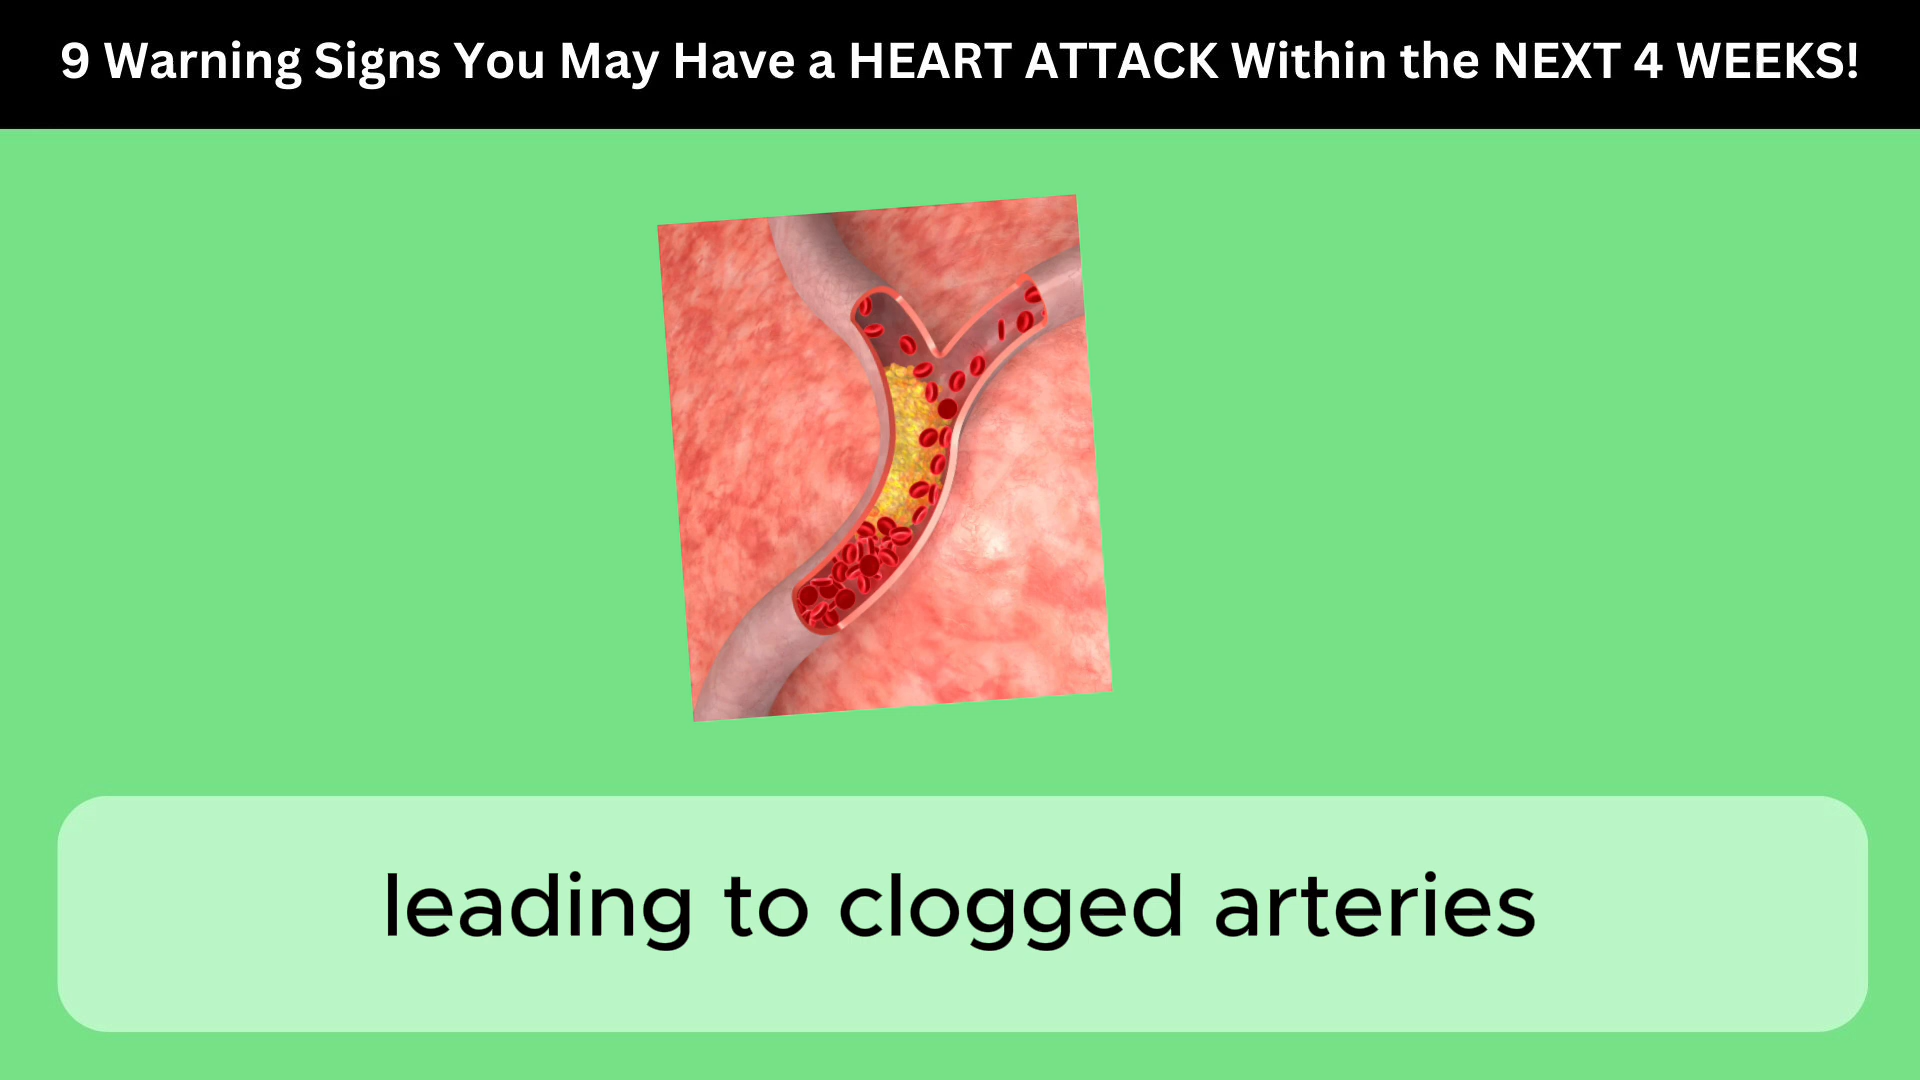 9 Warning Signs You May Have a HEART ATTACK Within the NEXT 4 WEEKS!
leading to clogged arteries